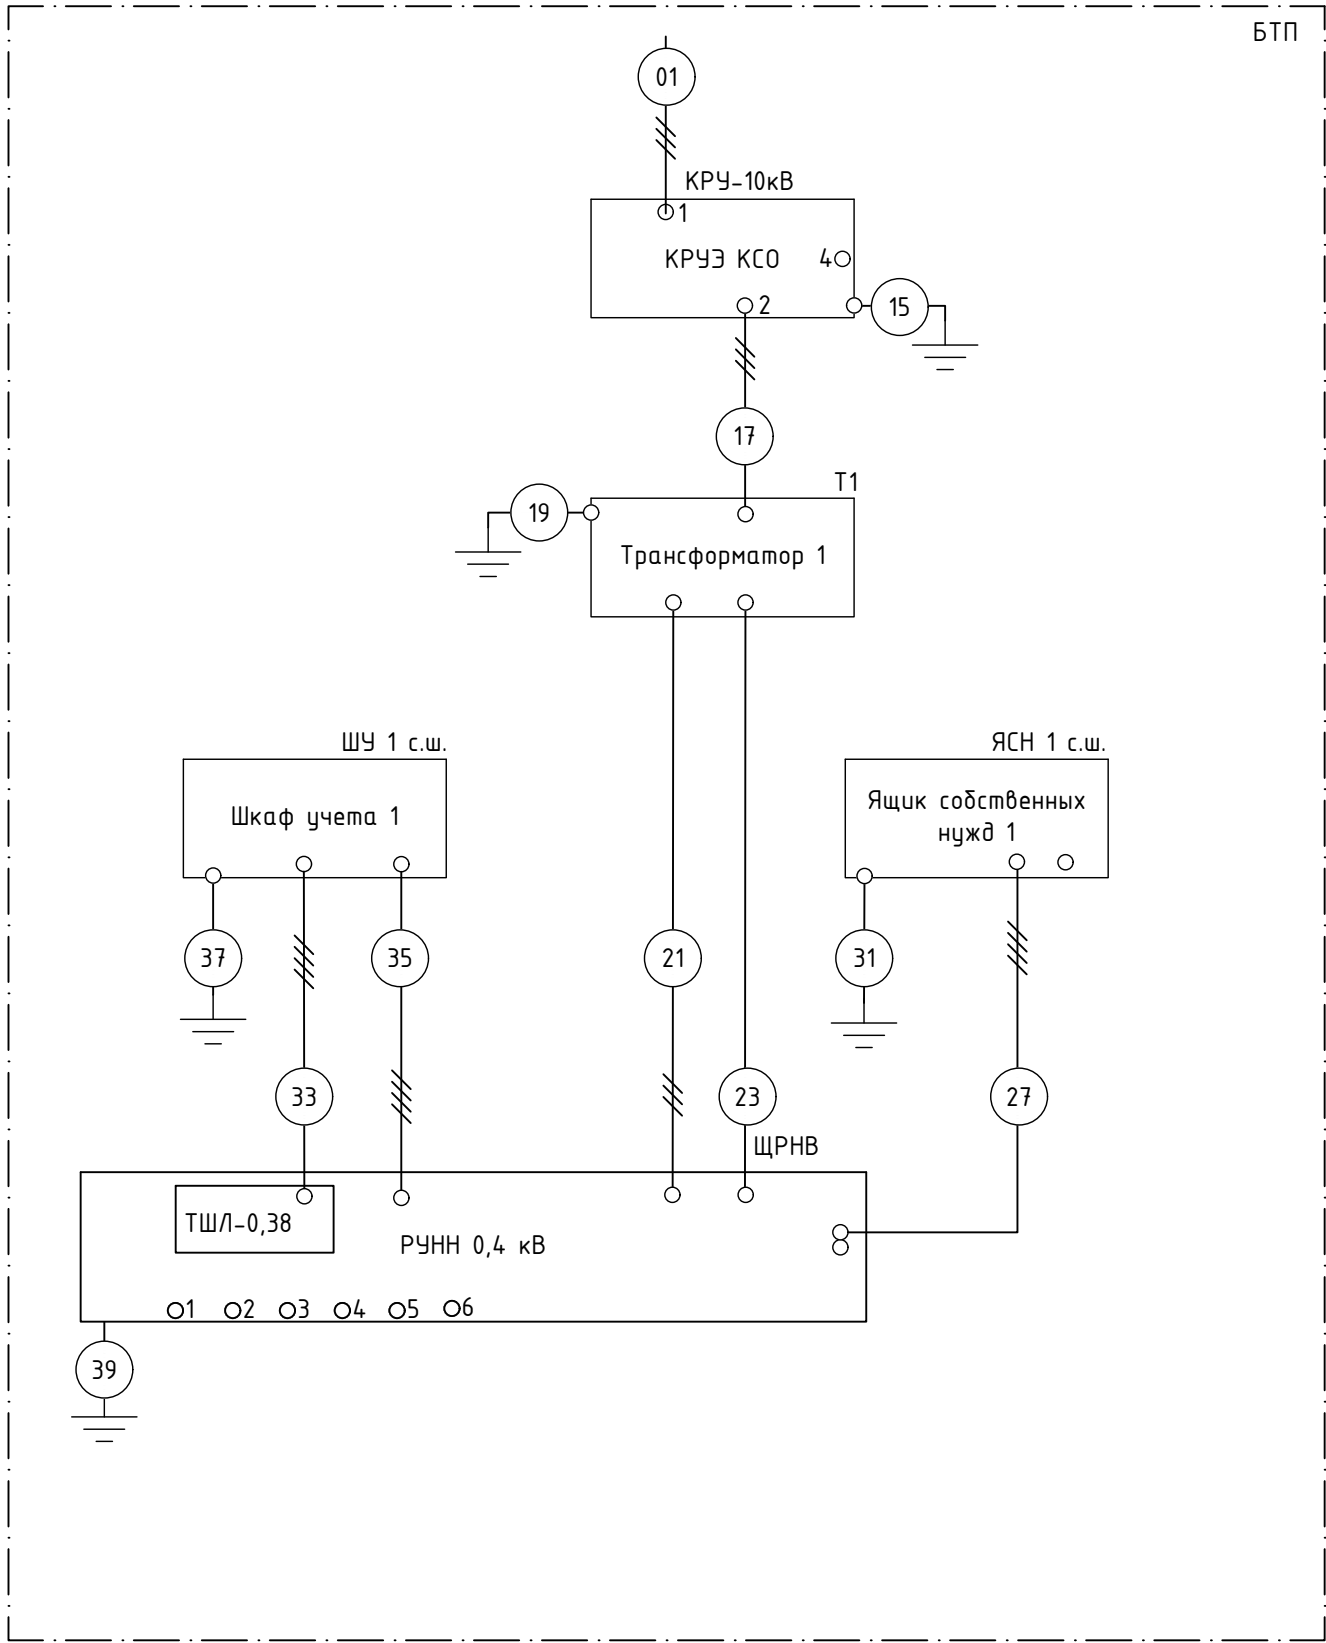 БТП
01
КРУ-10кВ
1
КРУЭ КСО
4
2
15
17
Т1
19
Трансформатор 1
ШУ 1 с.ш.
ЯСН 1 с.ш.
Шкаф учета 1
Ящик собственных
нужд 1
37
35
21
31
33
23
27
ЩРНВ
ТШЛ-0,38
РУНН 0,4 кВ
1 2 3 4 5 6
39